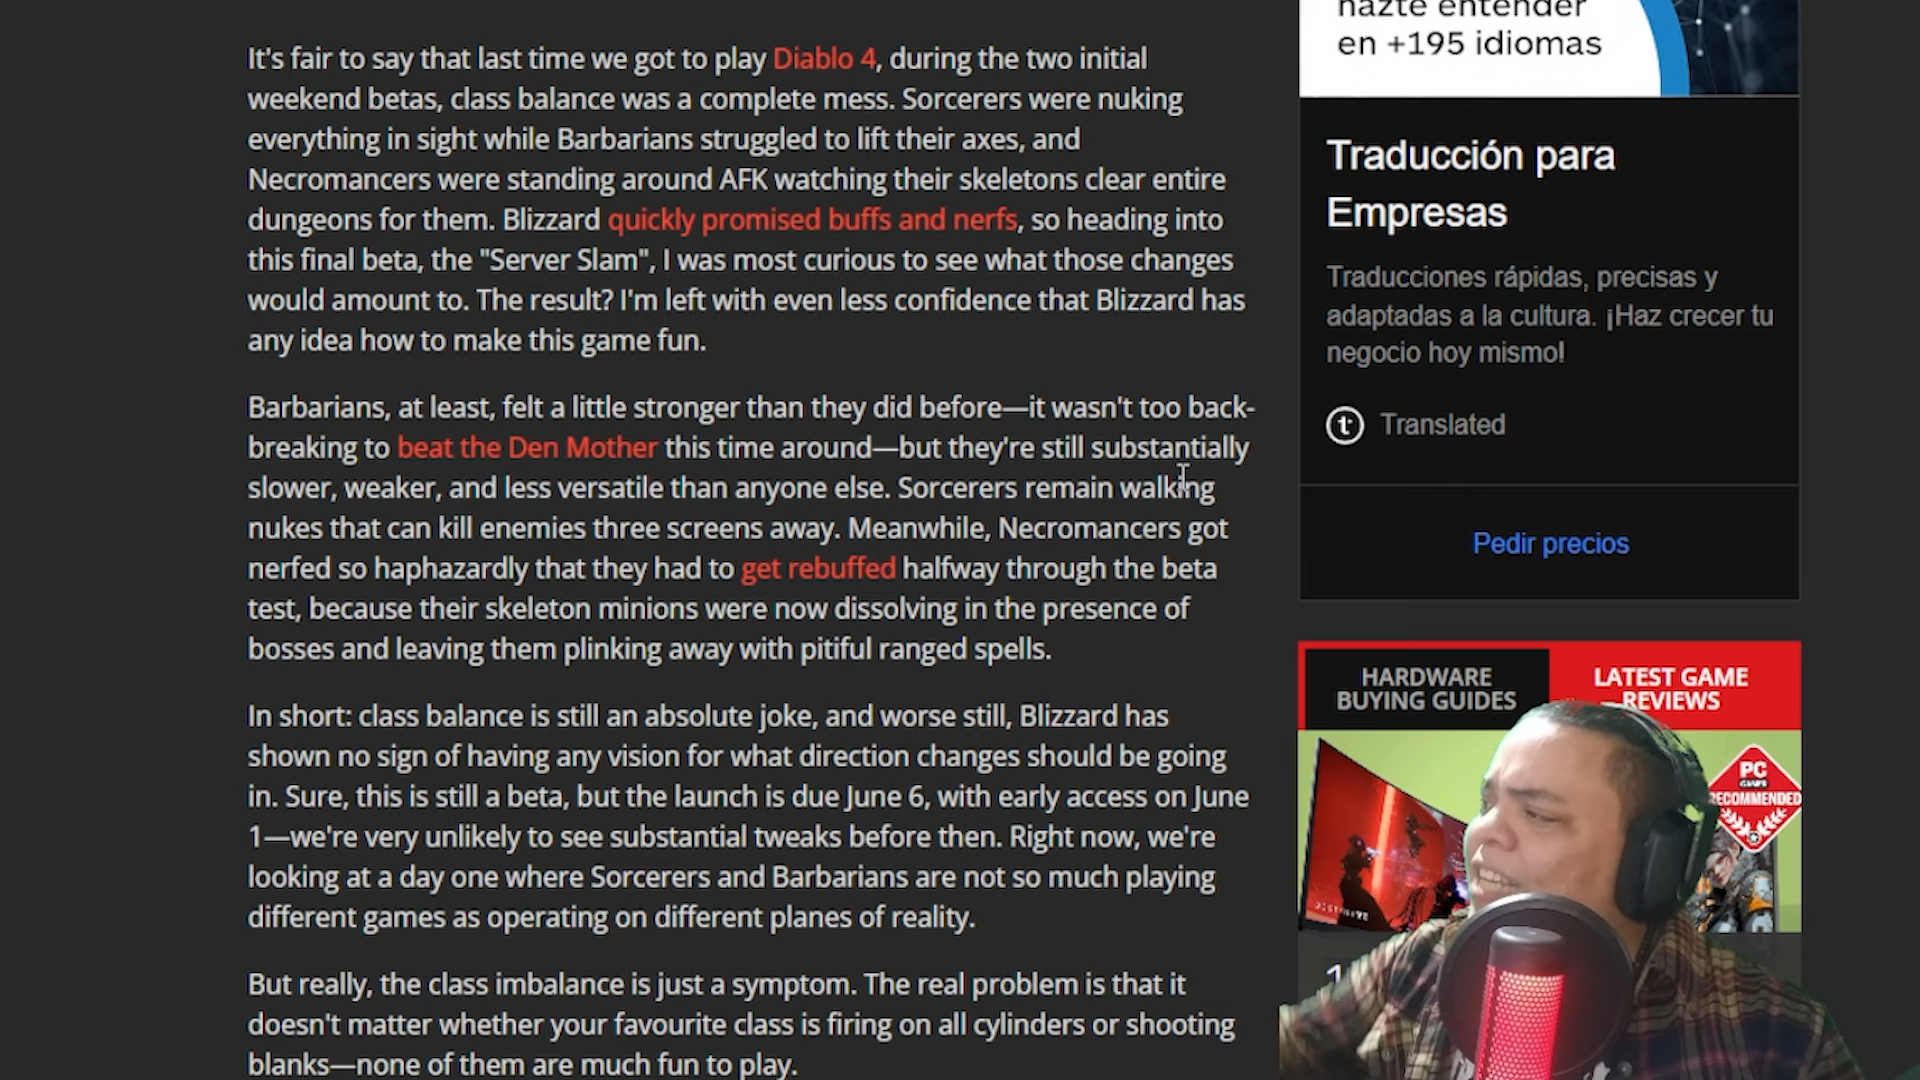 It's fair to say that last time we got to play Diablo 4, during the two initial
weekend betas, class balance was a complete mess. Sorcerers were nuking
everything in sight while Barbarians struggled to lift their axes, and
Necromancers were standing around AFK watching their skeletons clear entire
dungeons for them. Blizzard quickly promised buffs and nerfs, so heading into
this final beta, the "Server Slam", I was most curious to see what those changes
would amount to. The result? I'm left with even less confidence that Blizzard has
any idea how to make this game fun.
Barbarians, at least, felt a little stronger than they did before—it wasn't too back-
breaking to beat the Den Mother this time around—but they're still substantially
slower, weaker, and less versatile than anyone else. Sorcerers remain walking
nukes that can kill enemies three screens away. Meanwhile, Necromancers got
nerfed so haphazardly that they had to get rebuffed halfway through the beta
test, because their skeleton minions were now dissolving in the presence of
bosses and leaving them plinking away with pitiful ranged spells.
In short: class balance is still an absolute joke, and worse still, Blizzard has
shown no sign of having any vision for what direction changes should be going
in. Sure, this is still a beta, but the launch is due June 6, with early access on June
1—we're very unlikely to see substantial tweaks before then. Right now, we're
looking at a day one where Sorcerers and Barbarians are not so much playing
different games as operating on different planes of reality.
But really, the class imbalance is just a symptom. The real problem is that it
doesn't matter whether your favourite class is firing on all cylinders or shooting
blanks—none of them are much fun to play.
hazte entender
en +195 idiomas
Traducción para
Empresas
Traducciones rápidas, precisas y
adaptadas a la cultura. ¡Haz crecer tu
negocio hoy mismo!
t Translated
Pedir precios
HARDWARE
BUYING GUIDES
LATEST GAME
REVIEWS
PC
GAMER
RECOMMENDED